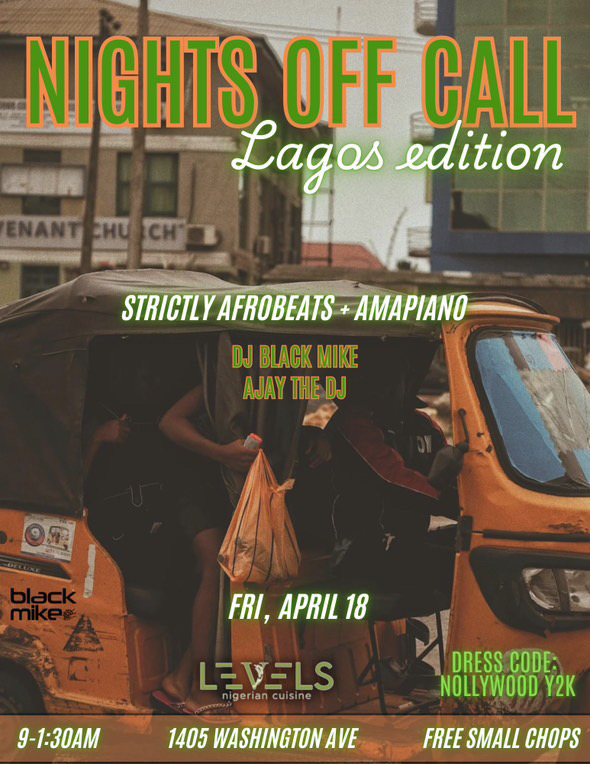 NIGHTS OFF CALL
Lagos edition
VENANT CHURCH
STRICTLY AFROBEATS + AMAPIANO
DJ BLACK MIKE
AJAY THE DJ
DELUXE
black
mike
FRI, APRIL 18
LEVELS
nigerian cuisine
DRESS CODE:
NOLLYWOOD Y2K
9-1:30AM
1405 WASHINGTON AVE
FREE SMALL CHOPS